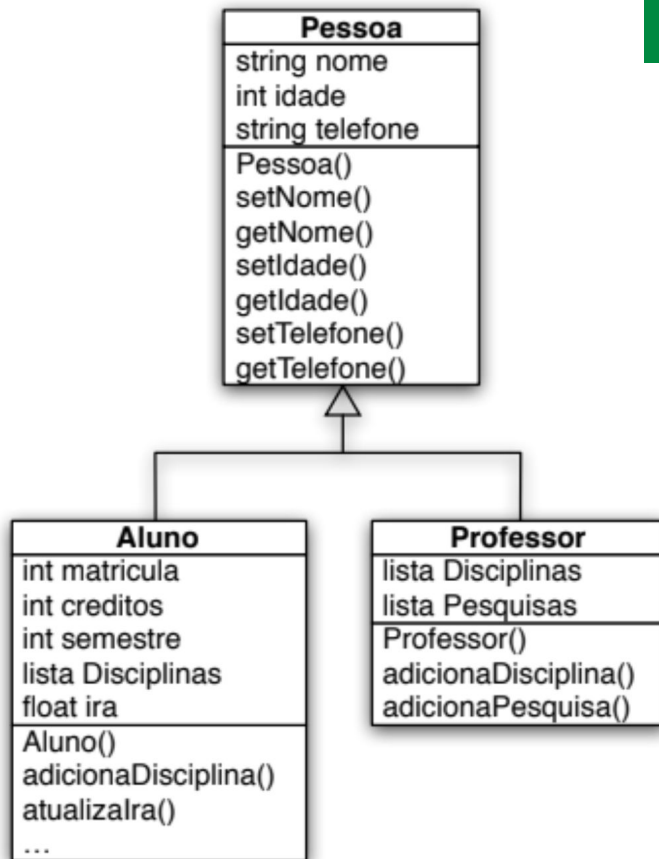 Pessoa
string nome
int idade
string telefone
Pessoa()
setNome()
getNome()
setIdade()
getIdade()
setTelefone()
getTelefone()
Aluno
int matricula
int creditos
int semestre
lista Disciplinas
float ira
Aluno()
adicionaDisciplina()
atualizaIra()
...
Professor
lista Disciplinas
lista Pesquisas
Professor()
adicionaDisciplina()
adicionaPesquisa()